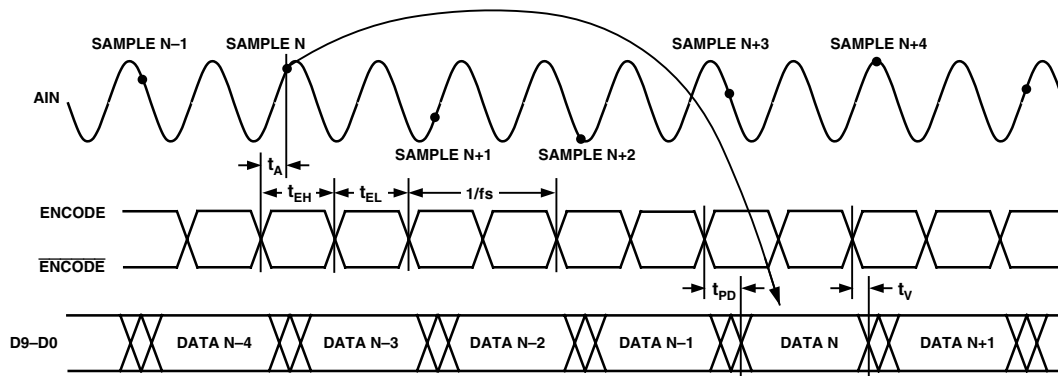 SAMPLE N–1
SAMPLE N
SAMPLE N+3
SAMPLE N+4
AIN
SAMPLE N+1
SAMPLE N+2
tA
tEH
tEL
1/fs
ENCODE
ENCODE
tPD
tV
D9–D0
DATA N–4
DATA N–3
DATA N–2
DATA N–1
DATA N
DATA N+1